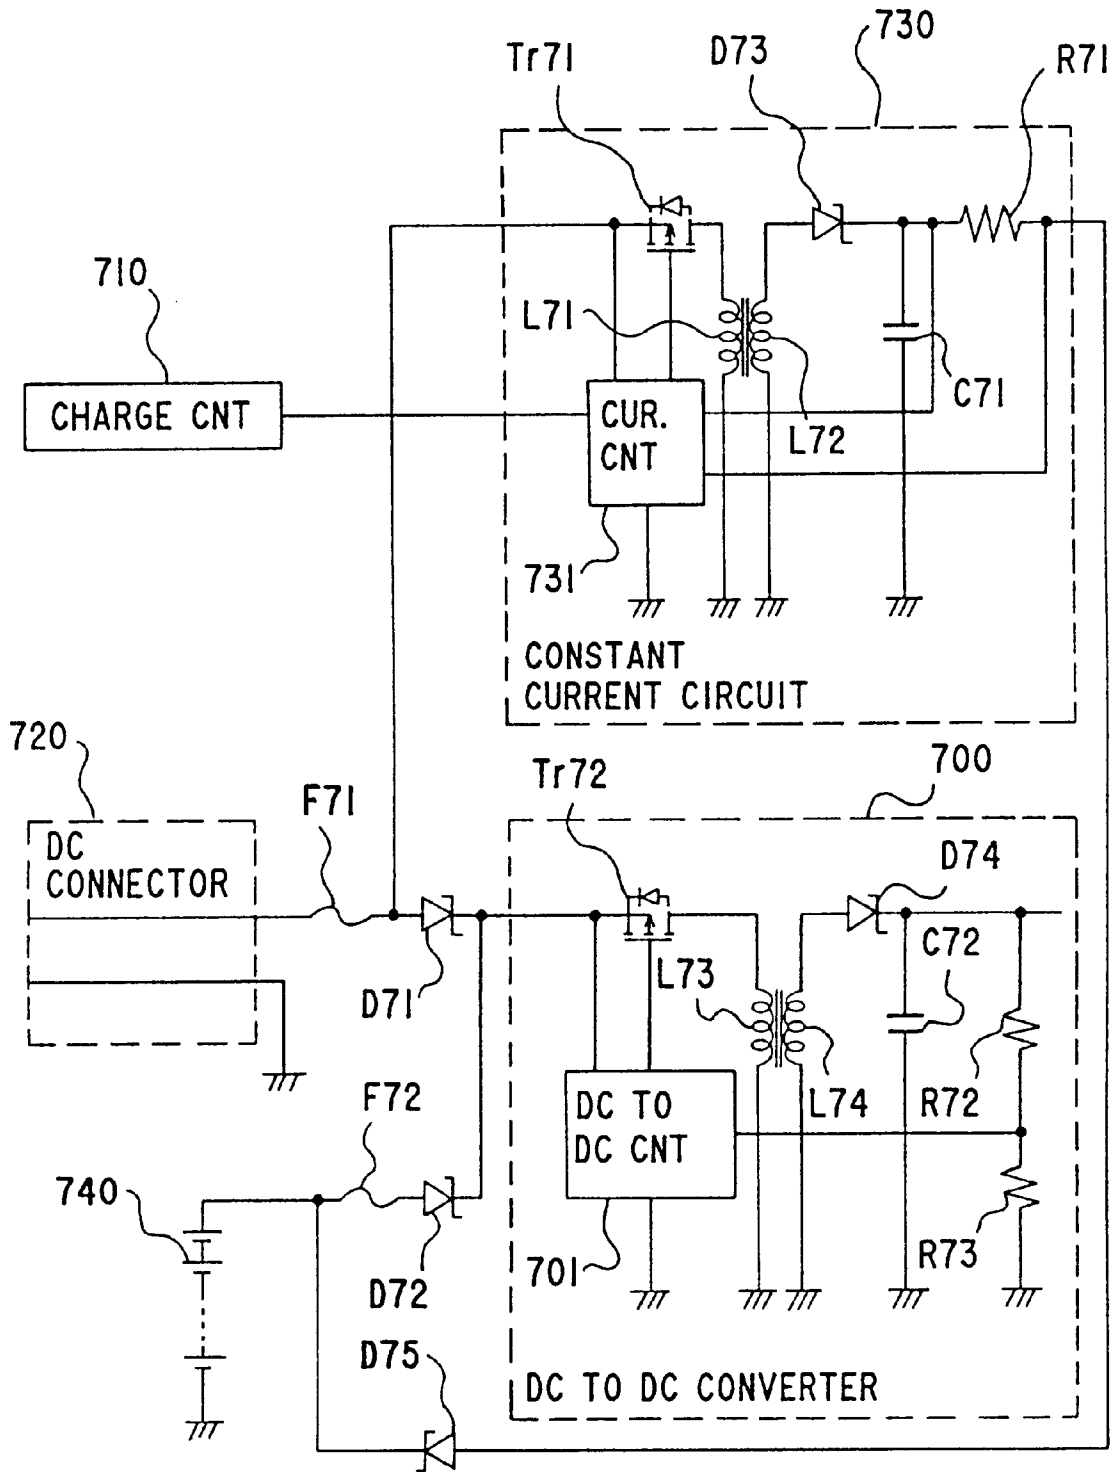 730
Tr71
D73
R71
710
L71
CHARGE CNT
CUR.
CNT
L72
C71
731
CONSTANT
CURRENT CIRCUIT
720
F71
Tr72
700
DC
CONNECTOR
D74
D71
L73
C72
F72
DC TO
DC CNT
L74
R72
740
D72
701
R73
D75
DC TO DC CONVERTER